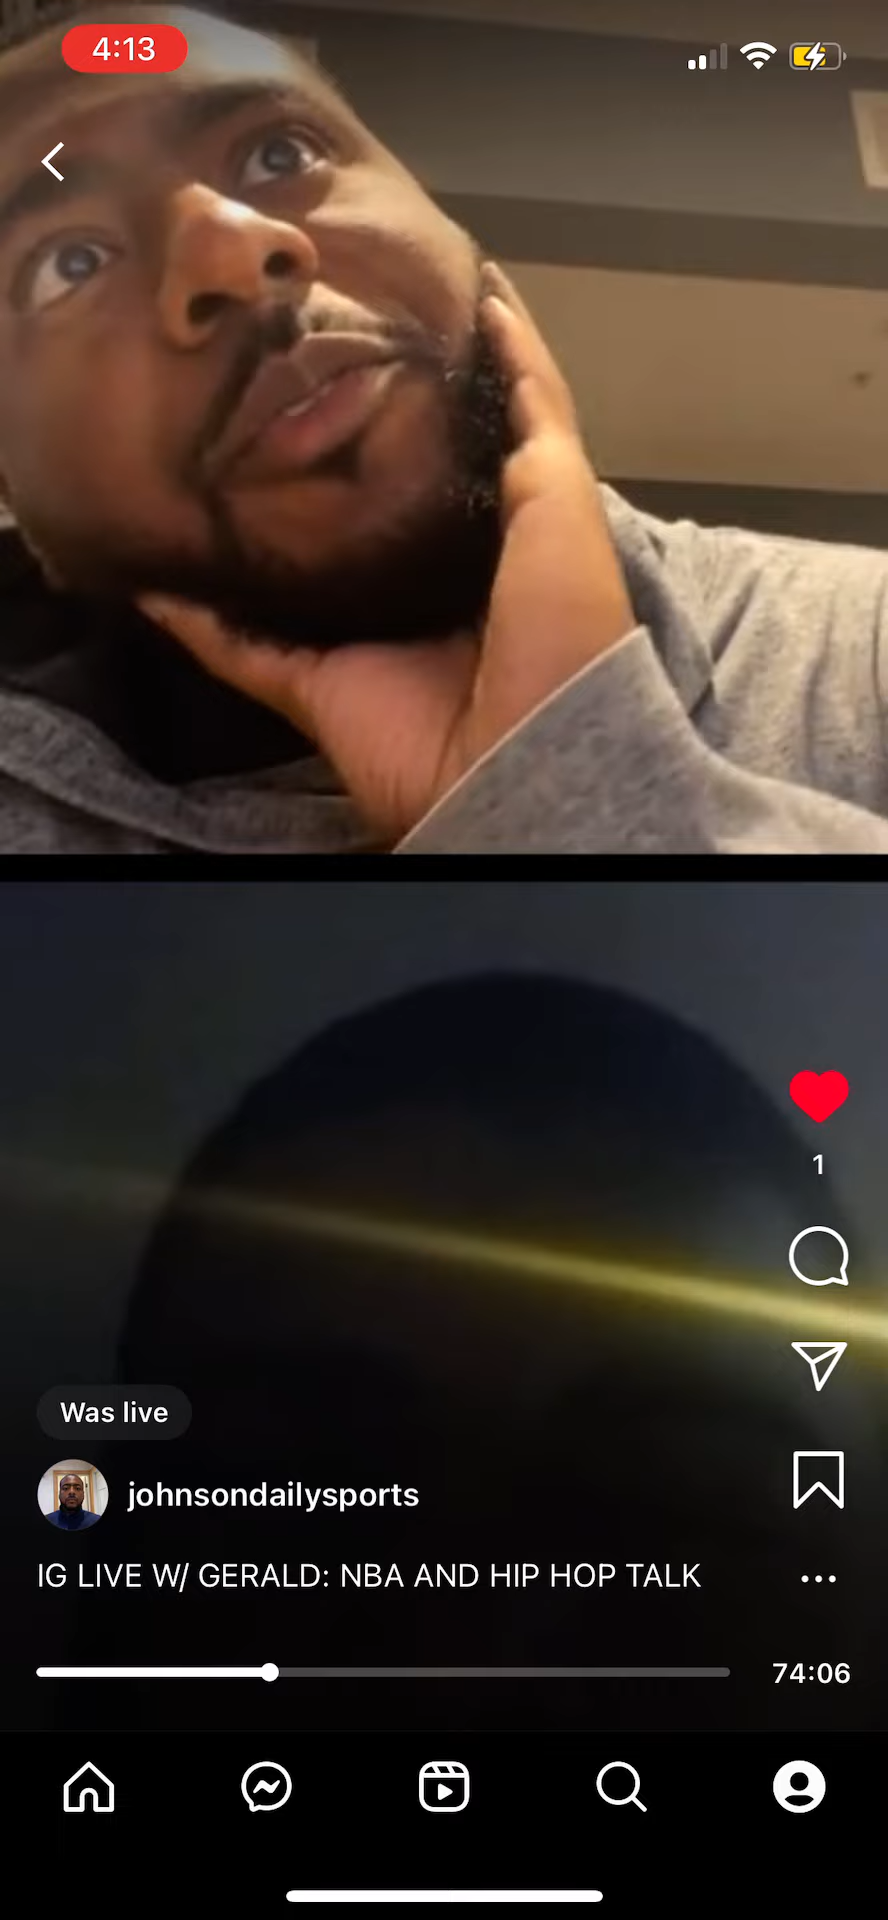 4:13
1
Was live
johnsondailysports
IG LIVE W/ GERALD: NBA AND HIP HOP TALK
74:06